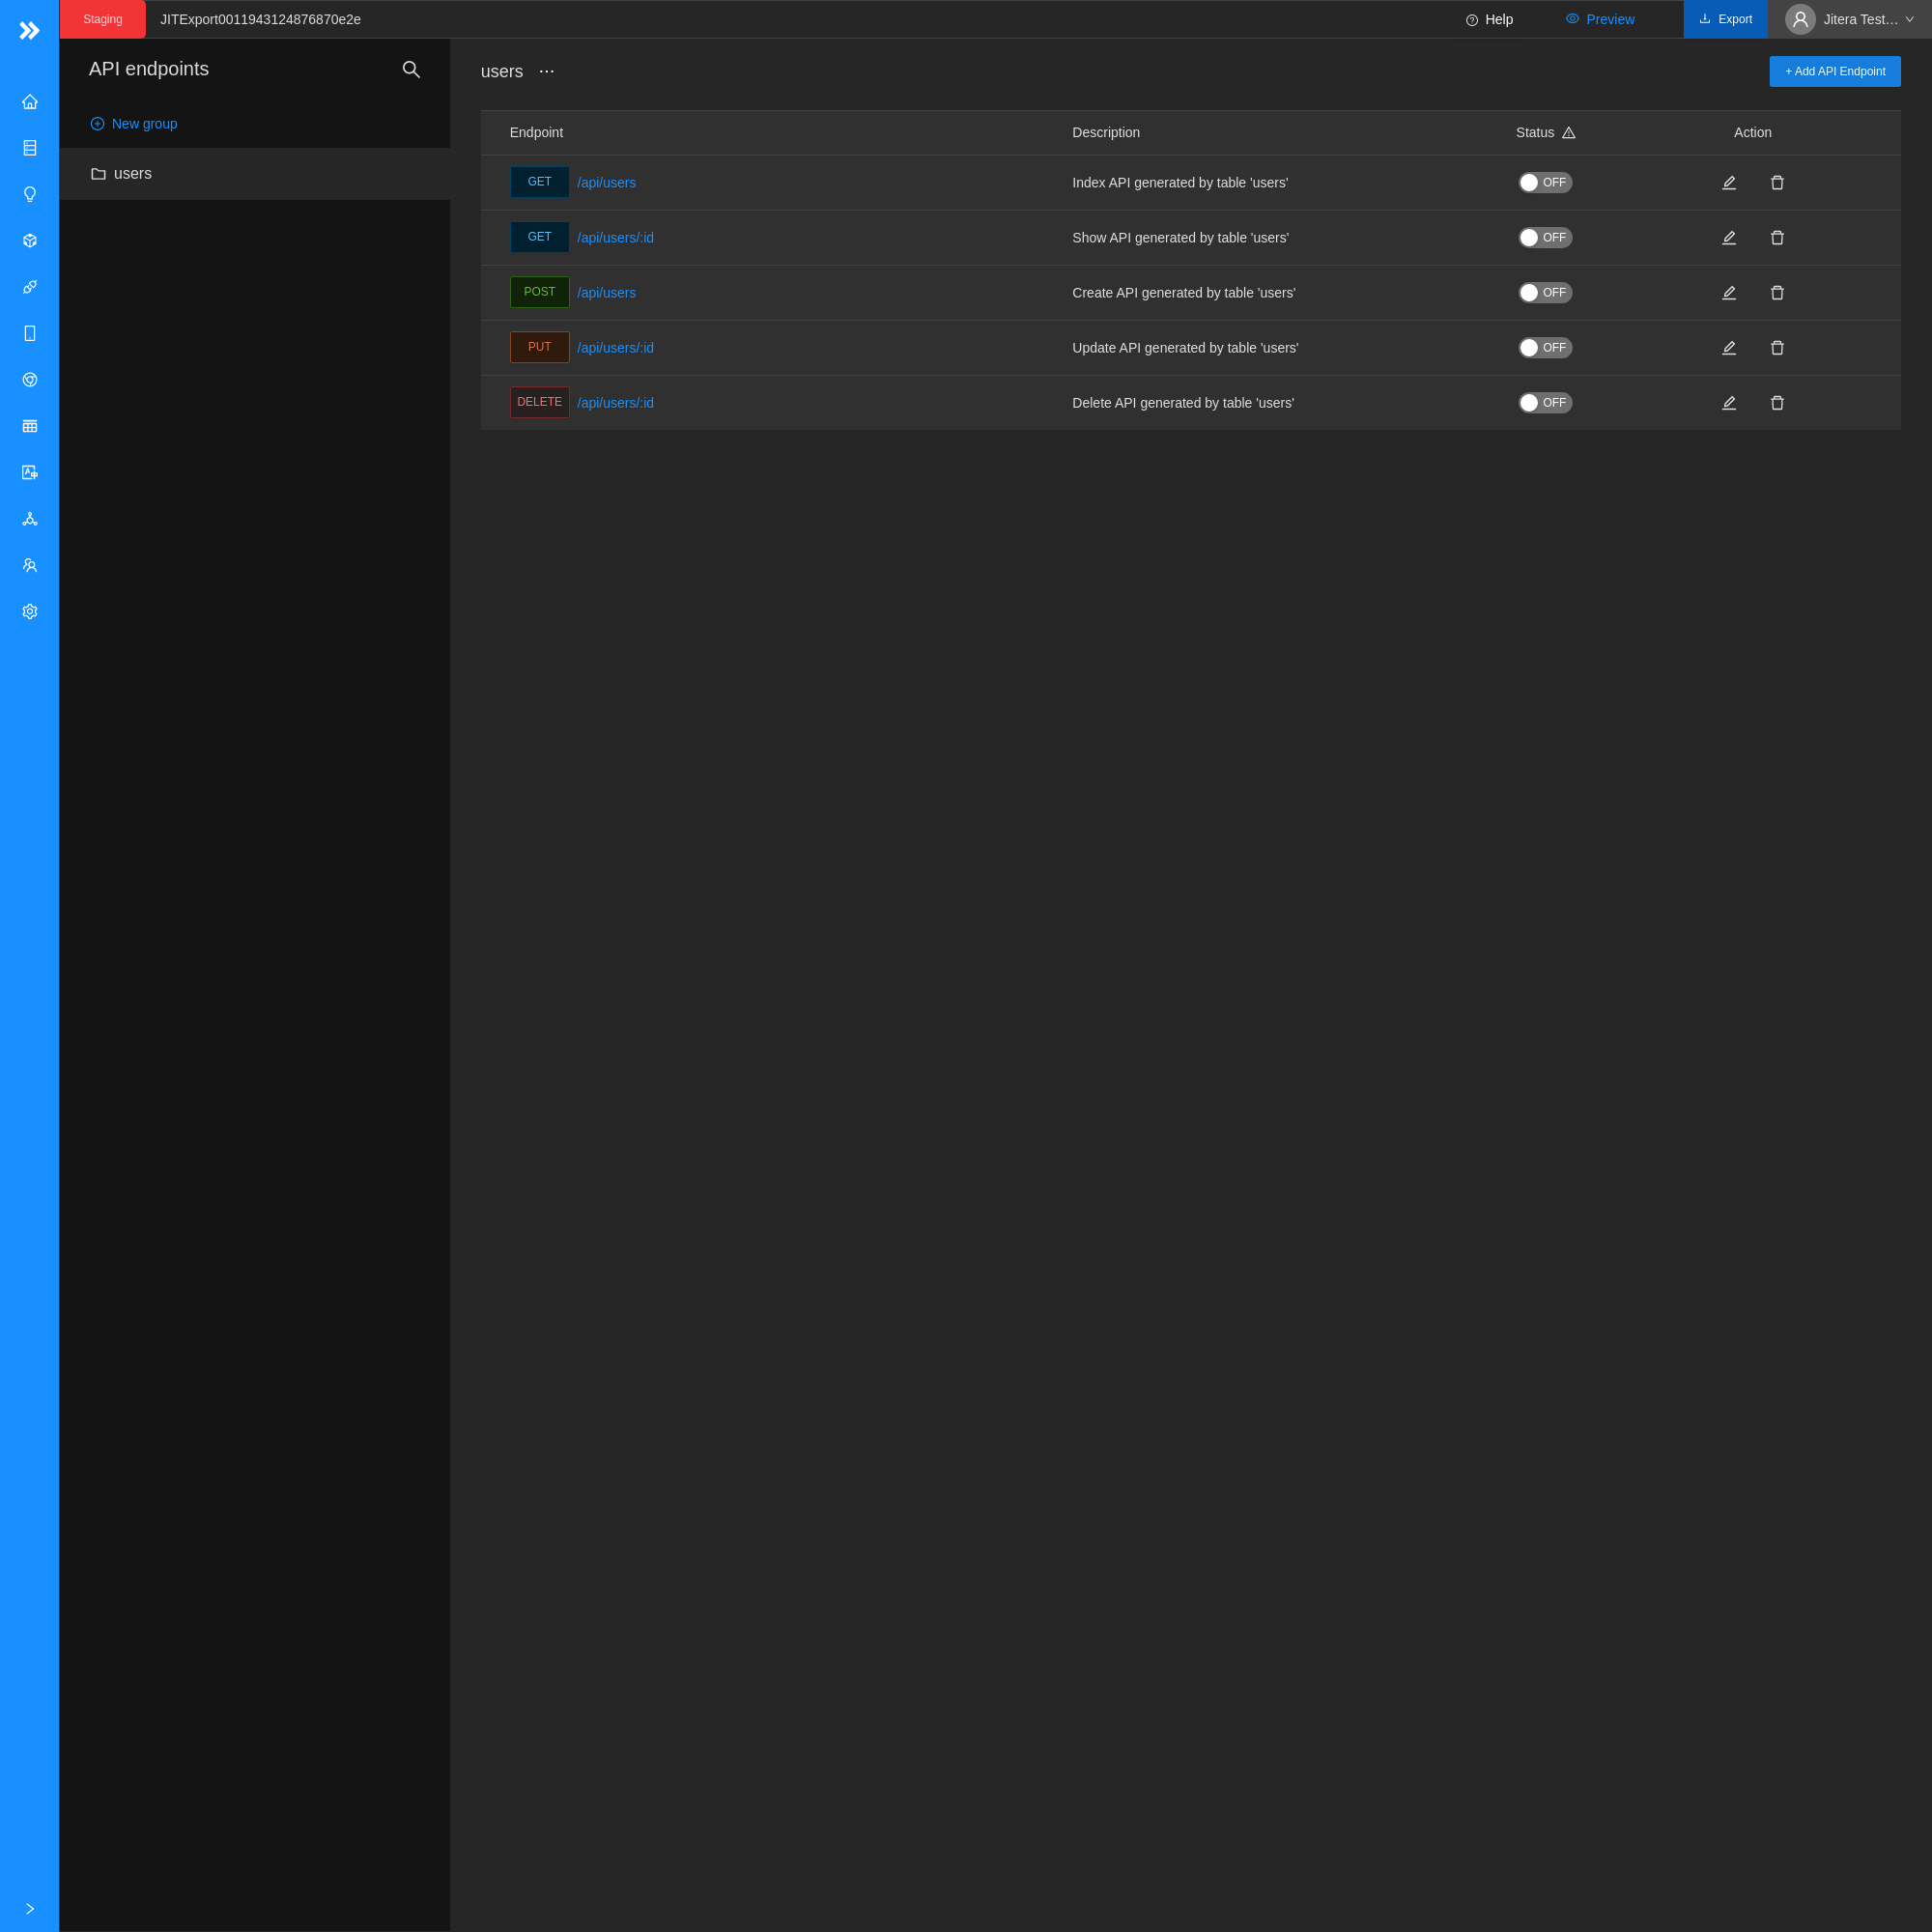 Staging JITExport0011943124876870e2e Help Preview Export Jitera Test…
API endpoints
New group
users
users ···
+ Add API Endpoint
Endpoint Description Status Action
GET /api/users Index API generated by table 'users' OFF
GET /api/users/:id Show API generated by table 'users' OFF
POST /api/users Create API generated by table 'users' OFF
PUT /api/users/:id Update API generated by table 'users' OFF
DELETE /api/users/:id Delete API generated by table 'users' OFF